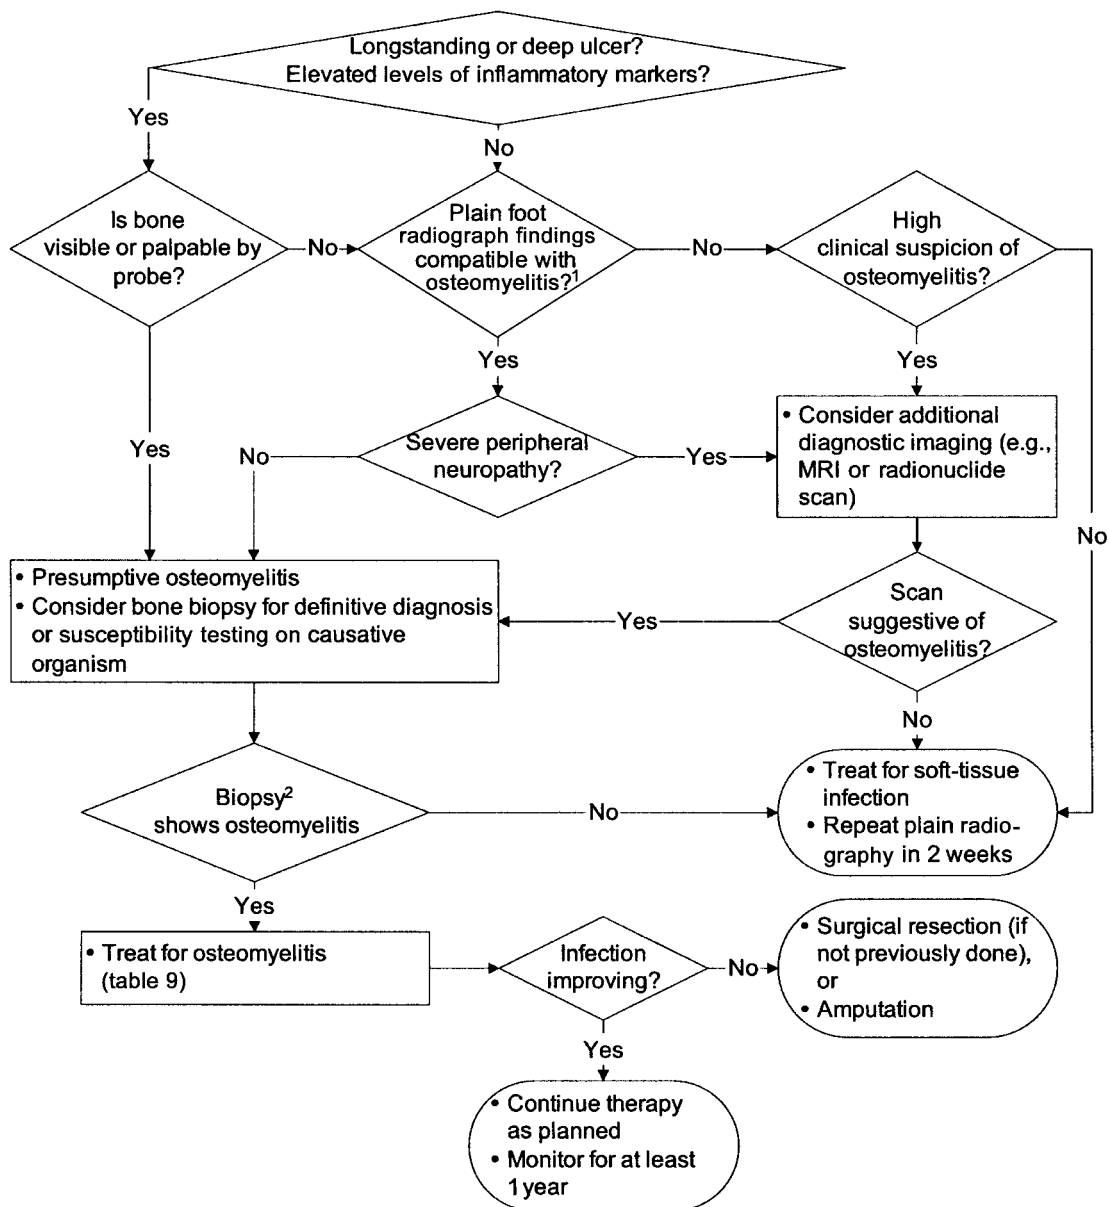 Longstanding or deep ulcer?
Elevated levels of inflammatory markers?
Yes
No
Is bone
visible or palpable by
probe?
No
Plain foot
radiograph findings
compatible with
osteomyelitis?1
No
High
clinical suspicion of
osteomyelitis?
Yes
Yes
Yes
No
No
Severe peripheral
neuropathy?
Yes
• Consider additional
diagnostic imaging (e.g.,
MRI or radionuclide
scan)
• Presumptive osteomyelitis
• Consider bone biopsy for definitive diagnosis
or susceptibility testing on causative
organism
Yes
Scan
suggestive of
osteomyelitis?
No
Biopsy2
shows osteomyelitis
No
• Treat for soft-tissue
infection
• Repeat plain radio-
graphy in 2 weeks
Yes
• Treat for osteomyelitis
(table 9)
Infection
improving?
No
• Surgical resection (if
not previously done),
or
• Amputation
Yes
• Continue therapy
as planned
• Monitor for at least
1 year